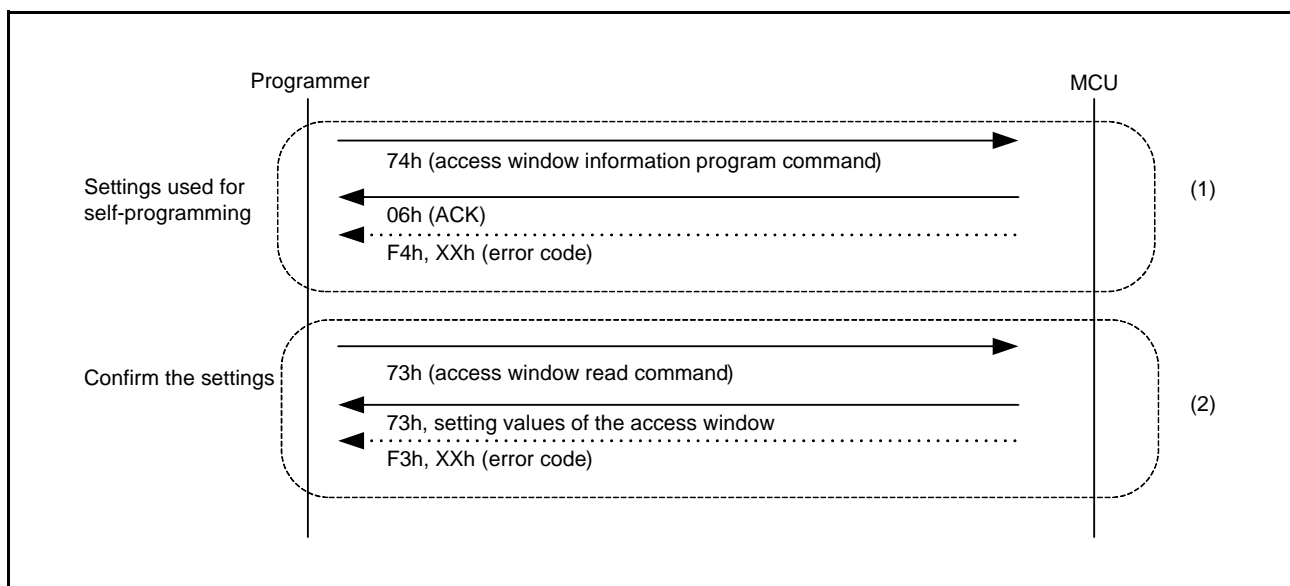 Programmer
MCU
74h (access window information program command)
Settings used for
self-programming
(1)
06h (ACK)
F4h, XXh (error code)
73h (access window read command)
Confirm the settings
(2)
73h, setting values of the access window
F3h, XXh (error code)